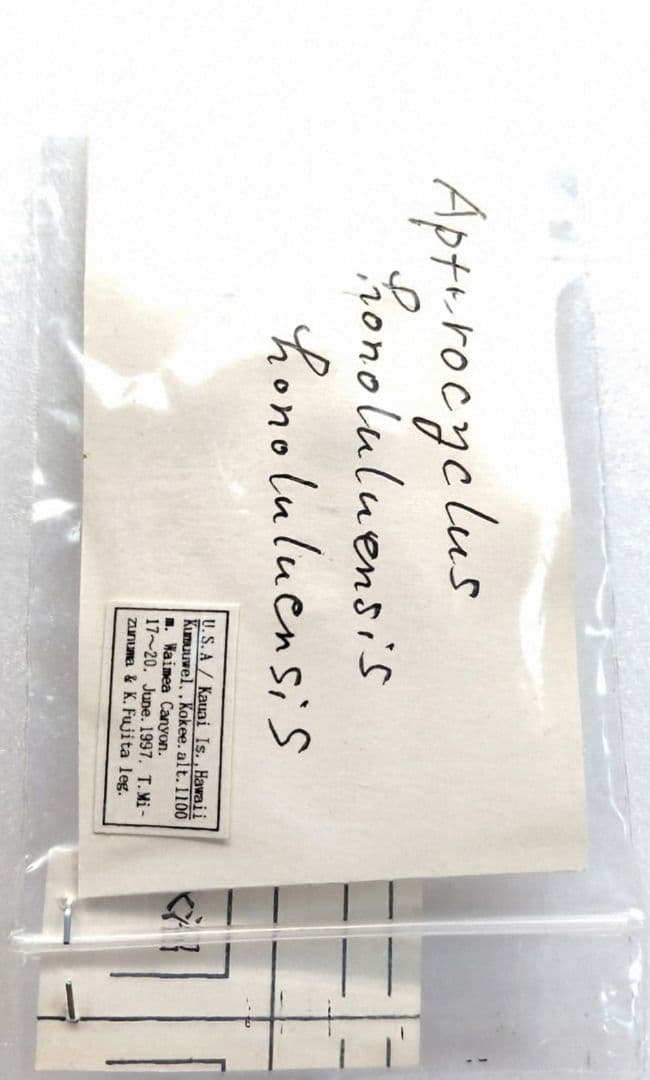 Apterocyclus
honoluluensis
honoluluensis
U.S.A / Kauai Is., Hawaii
Kumuuwel., Kokee. alt. 1100
m. Waimea Canyon.
17~20. June. 1997. T. Mi-
zunuma & K. Fujita leg.